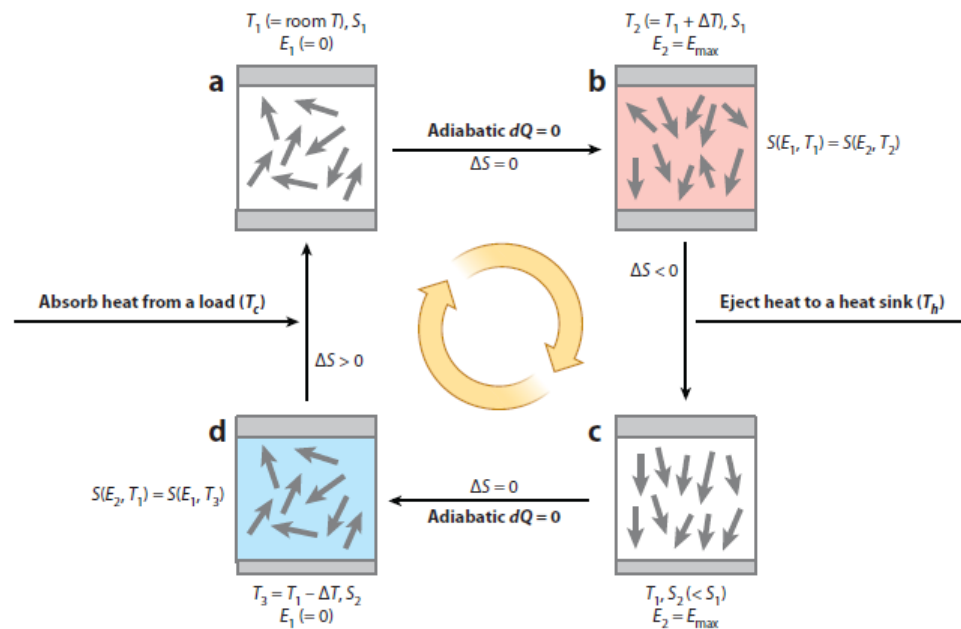 T₁ (= room T), S₁
E₁ (= 0)
T₂ (= T₁ + ΔT), S₁
E₂ = Eₘₐₓ
a
b
Adiabatic dQ = 0
ΔS = 0
S(E₁, T₁) = S(E₂, T₂)
ΔS < 0
Absorb heat from a load (T_c)
Eject heat to a heat sink (T_h)
ΔS > 0
d
c
S(E₂, T₁) = S(E₁, T₃)
ΔS = 0
Adiabatic dQ = 0
T₃ = T₁ – ΔT, S₂
E₁ (= 0)
T₁, S₂ (< S₁)
E₂ = Eₘₐₓ